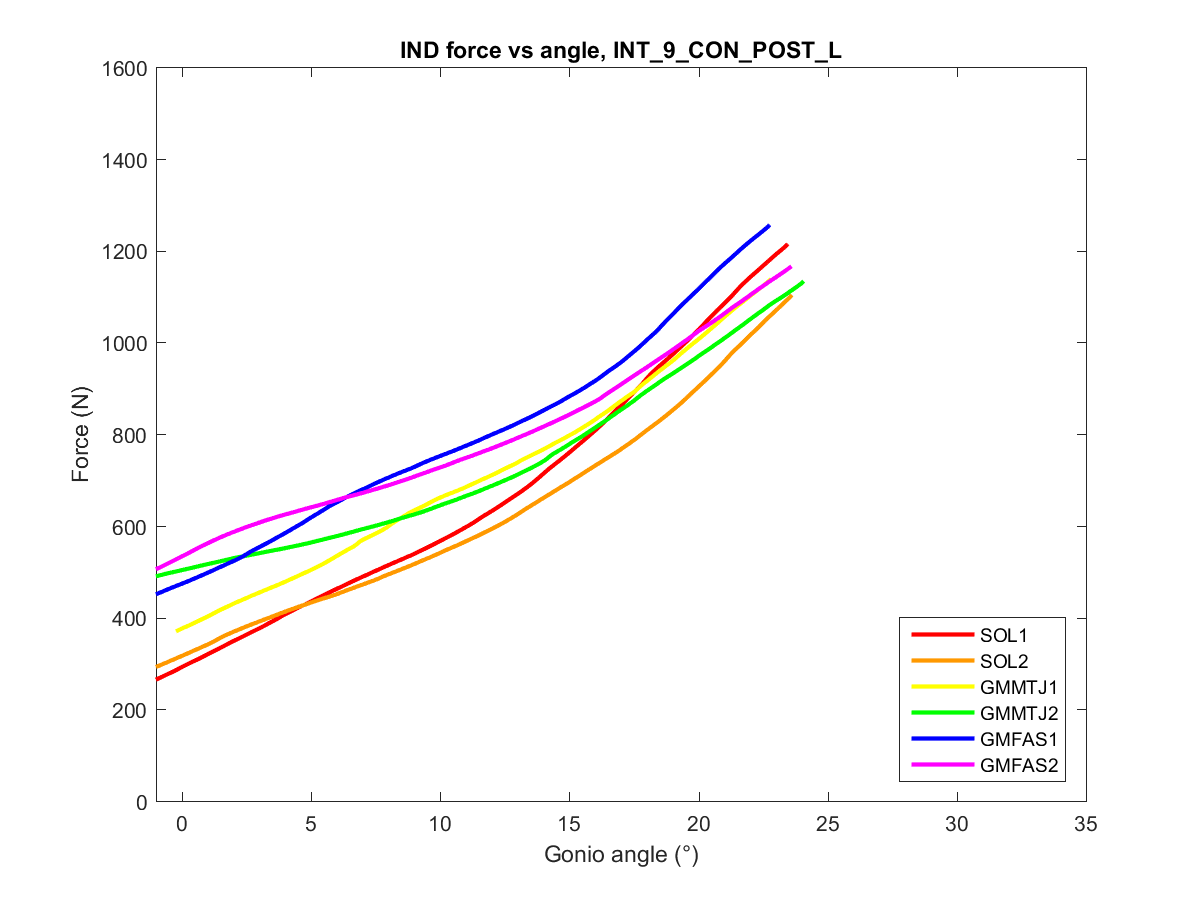 IND force vs angle, INT_9_CON_POST_L
1600
1400
1200
1000
800
600
400
200
0
Force (N)
0 5 10 15 20 25 30 35
Gonio angle (°)
SOL1
SOL2
GMMTJ1
GMMTJ2
GMFAS1
GMFAS2